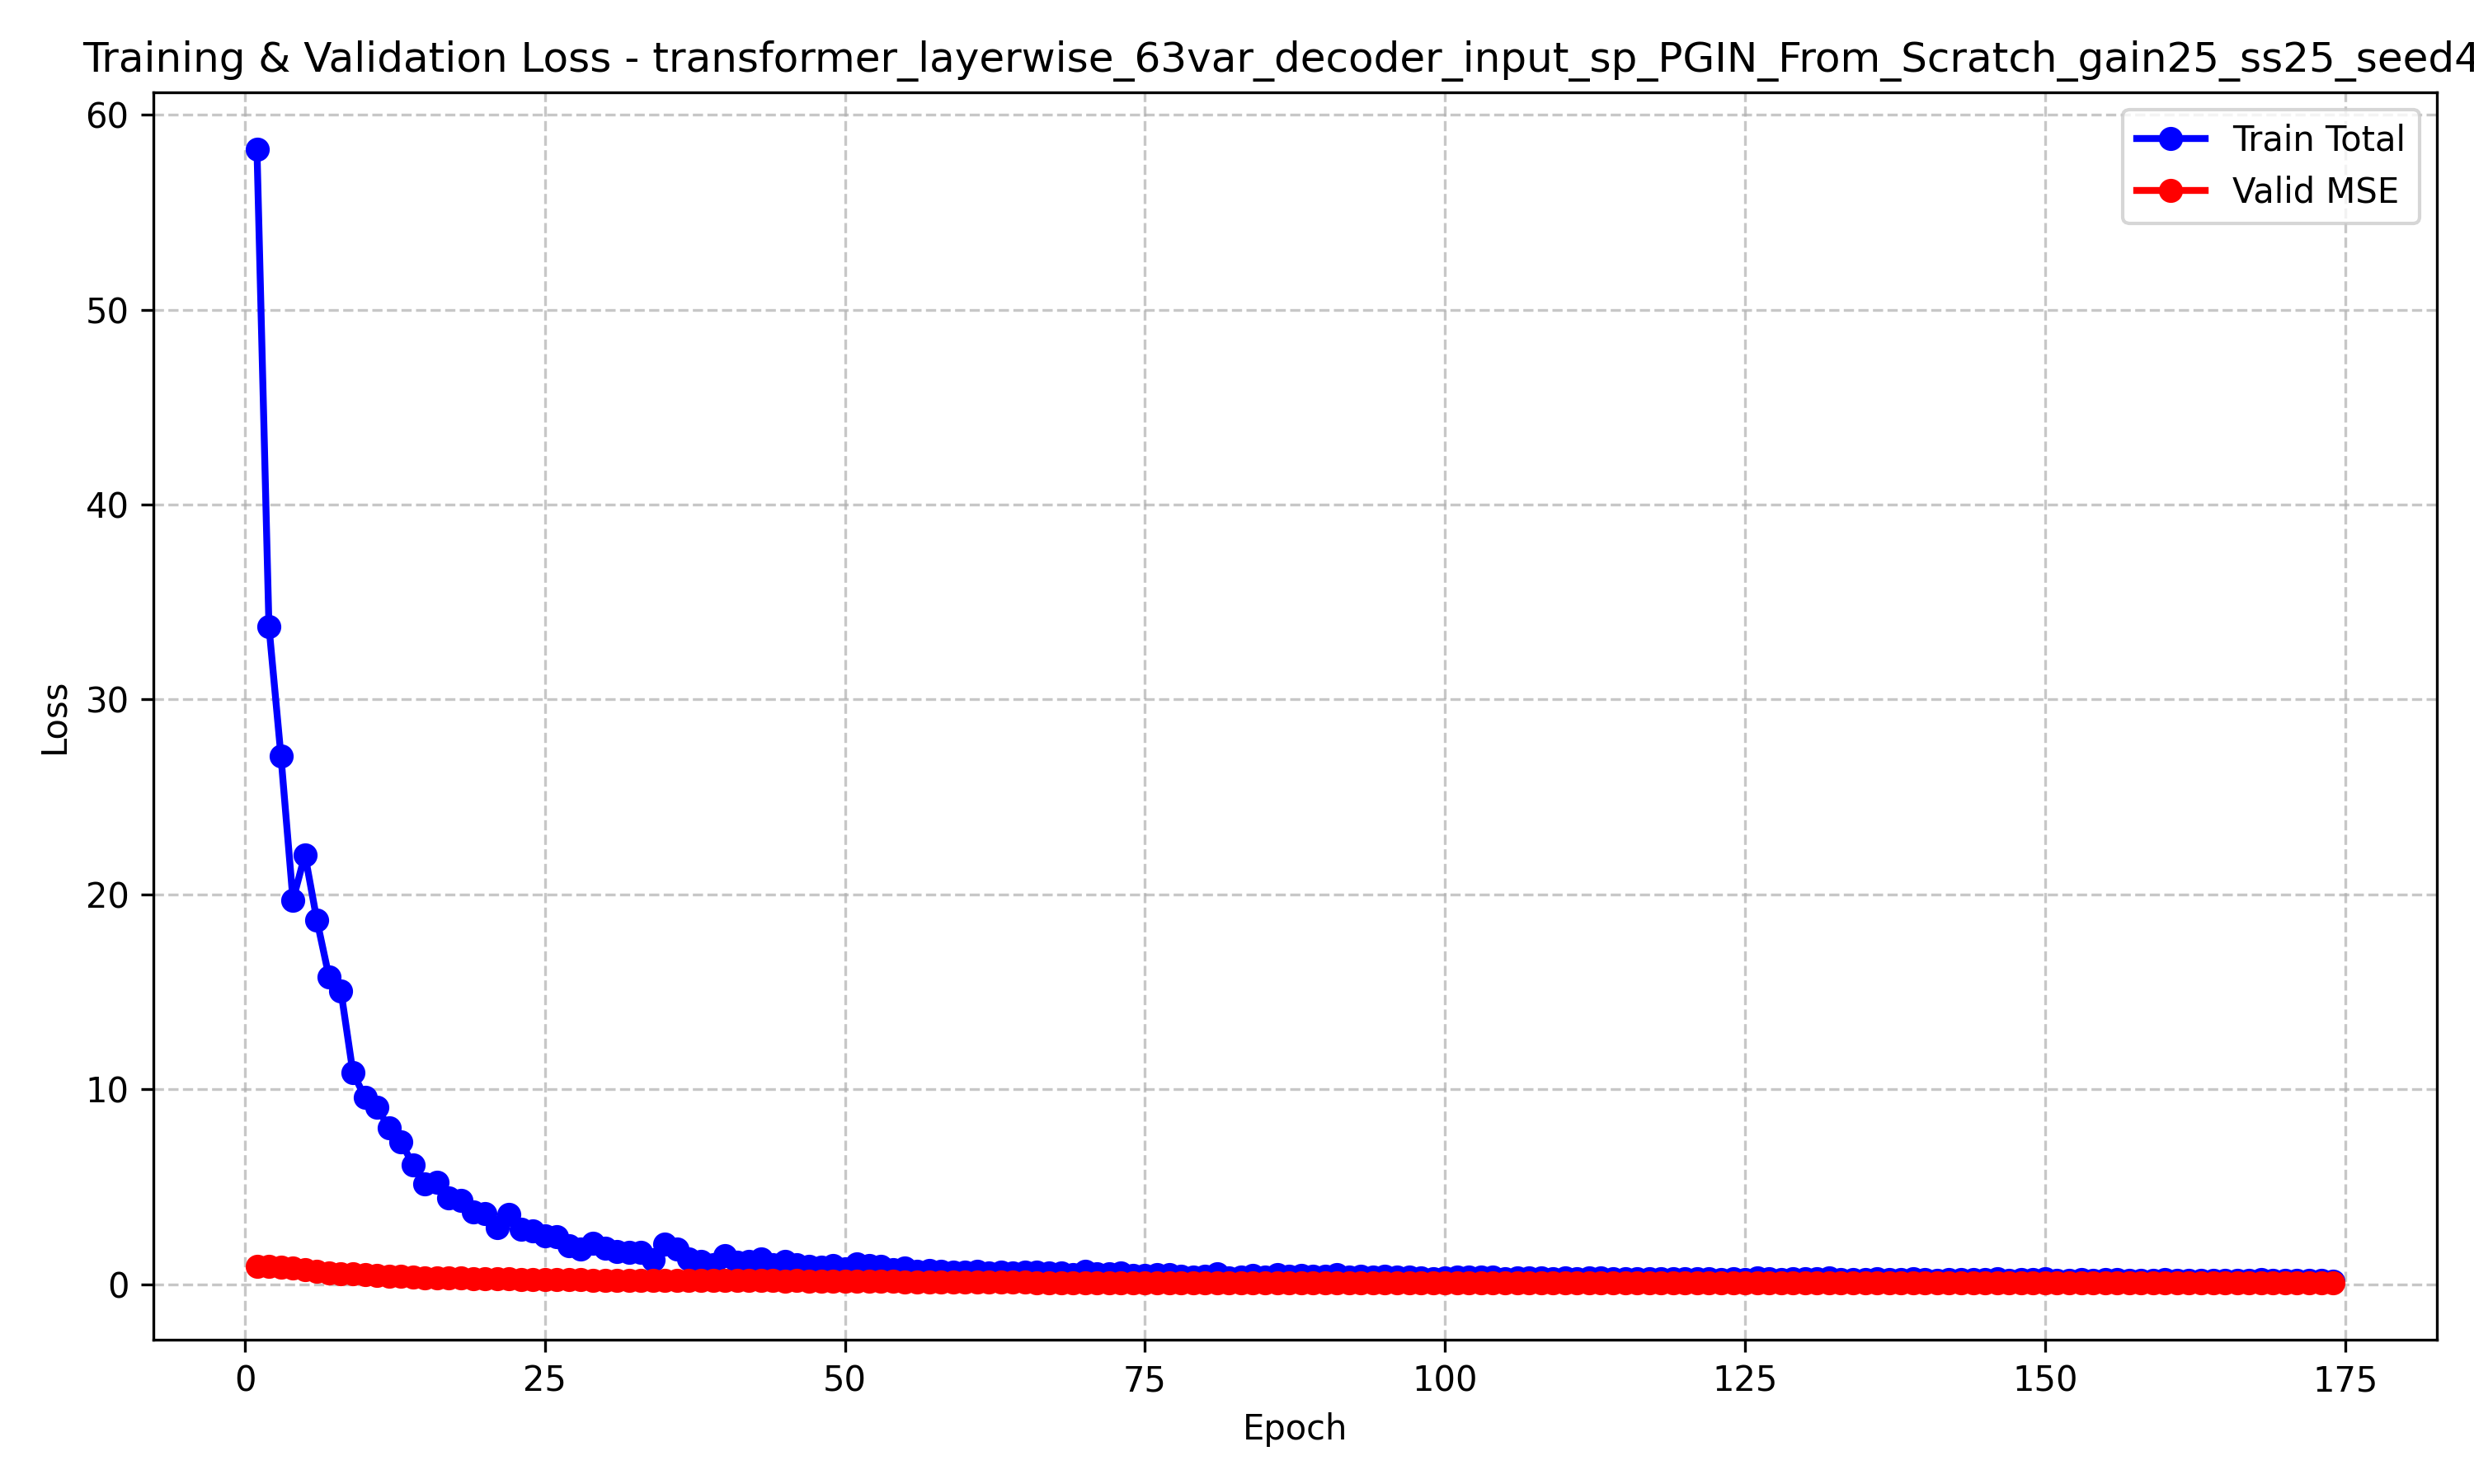 Training & Validation Loss - transformer_layerwise_63var_decoder_input_sp_PGIN_From_Scratch_gain25_ss25_seed4
60
50
40
30
20
10
0
Loss
Train Total
Valid MSE
0 25 50 75 100 125 150 175
Epoch